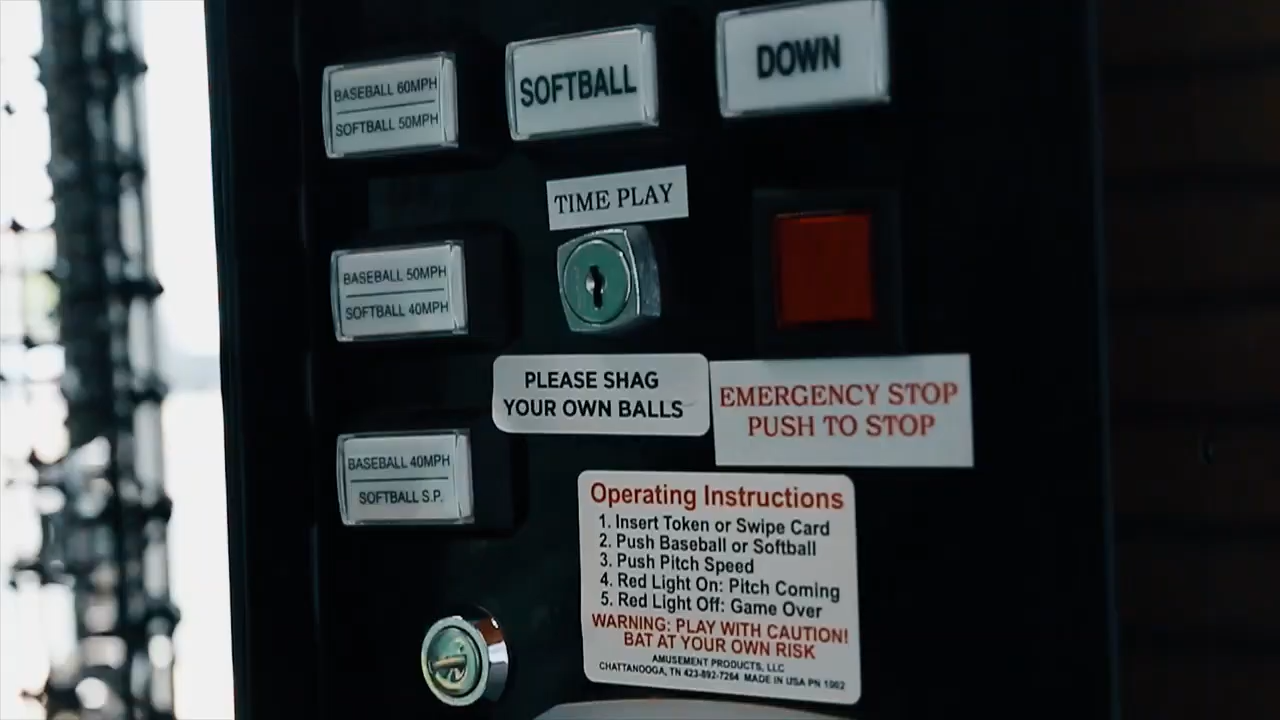 BASEBALL 60MPH
SOFTBALL 50MPH
SOFTBALL
DOWN
TIME PLAY
BASEBALL 50MPH
SOFTBALL 40MPH
PLEASE SHAG
YOUR OWN BALLS
EMERGENCY STOP
PUSH TO STOP
BASEBALL 40MPH
SOFTBALL S.P.
Operating Instructions
1. Insert Token or Swipe Card
2. Push Baseball or Softball
3. Push Pitch Speed
4. Red Light On: Pitch Coming
5. Red Light Off: Game Over
WARNING: PLAY WITH CAUTION!
BAT AT YOUR OWN RISK
AMUSEMENT PRODUCTS, LLC
CHATTANOOGA, TN 423-892-7264 MADE IN USA PN 1002